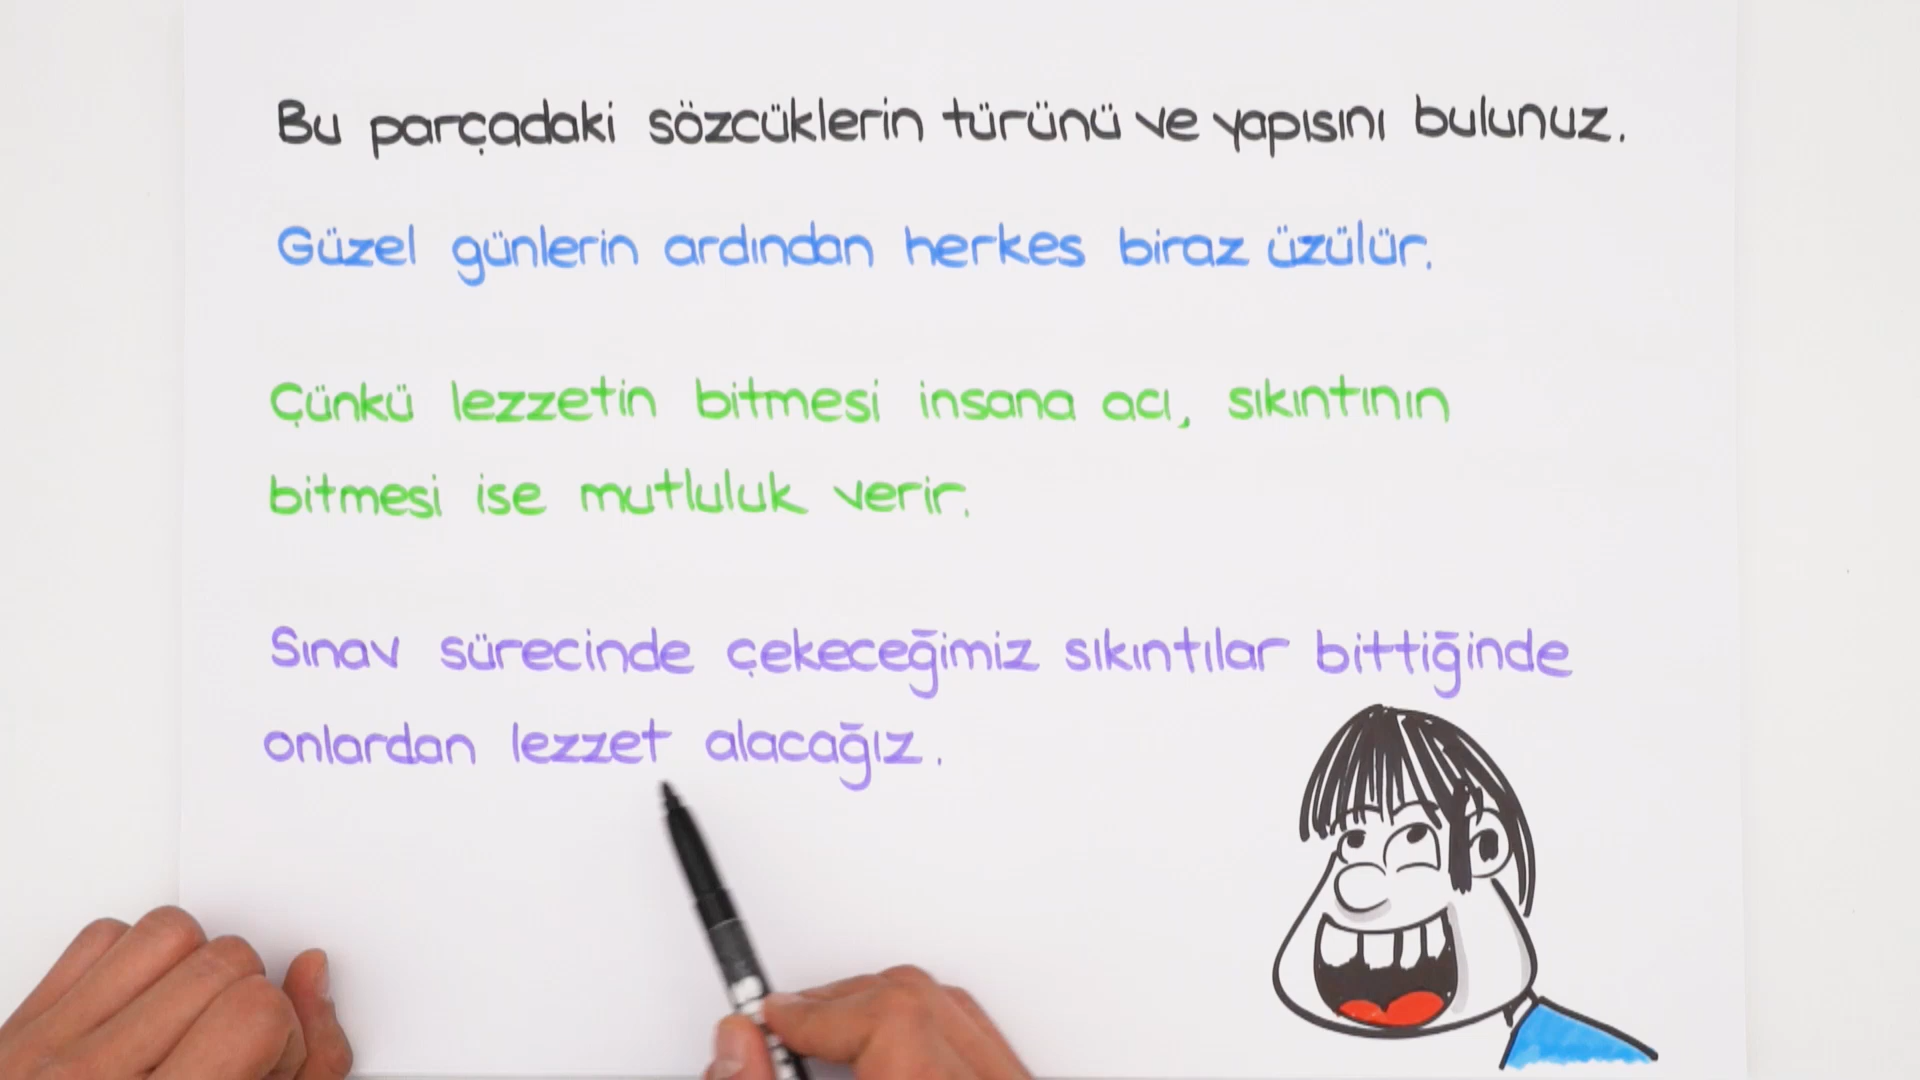 Bu parçadaki sözcüklerin türünü ve yapısını bulunuz.
Güzel günlerin ardından herkes biraz üzülür.
Çünkü lezzetin bitmesi insana acı, sıkıntının
bitmesi ise mutluluk verir.
Sınav sürecinde çekeceğimiz sıkıntılar bittiğinde
onlardan lezzet alacağız.